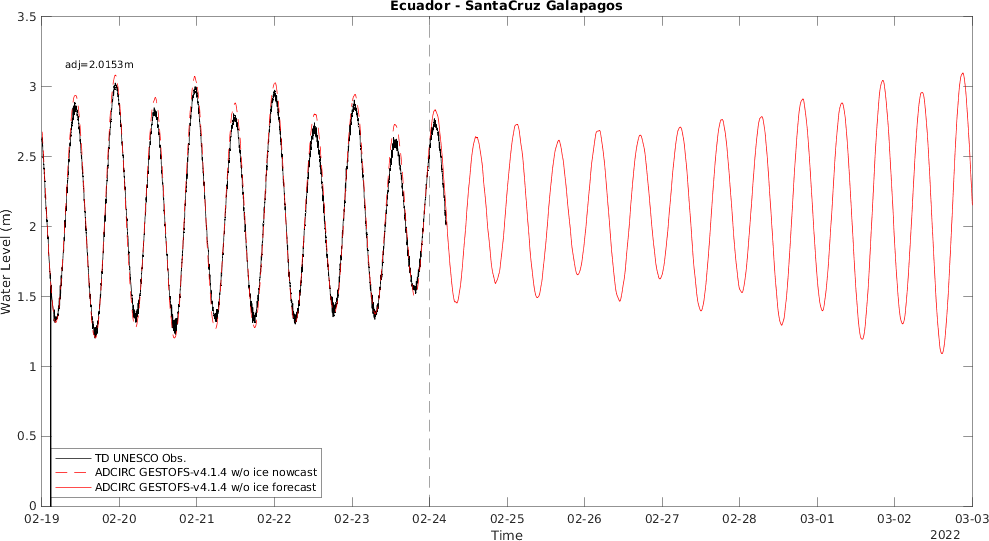 Ecuador - SantaCruz Galapagos
3.5
adj=2.0153m
3
2.5
2
1.5
1
0.5
0
Water Level (m)
TD UNESCO Obs.
ADCIRC GESTOFS-v4.1.4 w/o ice nowcast
ADCIRC GESTOFS-v4.1.4 w/o ice forecast
02-19 02-20 02-21 02-22 02-23 02-24 02-25 02-26 02-27 02-28 03-01 03-02 03-03
Time
2022